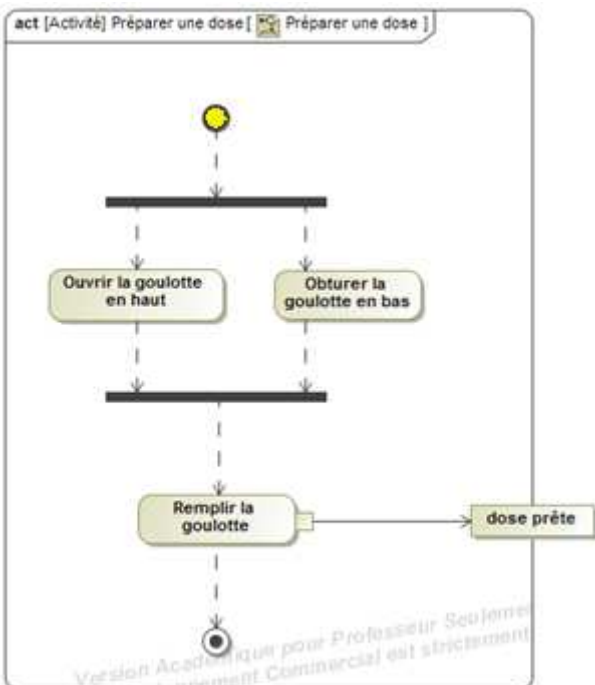 act [Activité] Préparer une dose [ Préparer une dose ]
Ouvrir la goulotte
en haut
Obturer la
goulotte en bas
Remplir la
goulotte
dose prête
Version Académique pour Professeur Seulement
Commercial est strictement